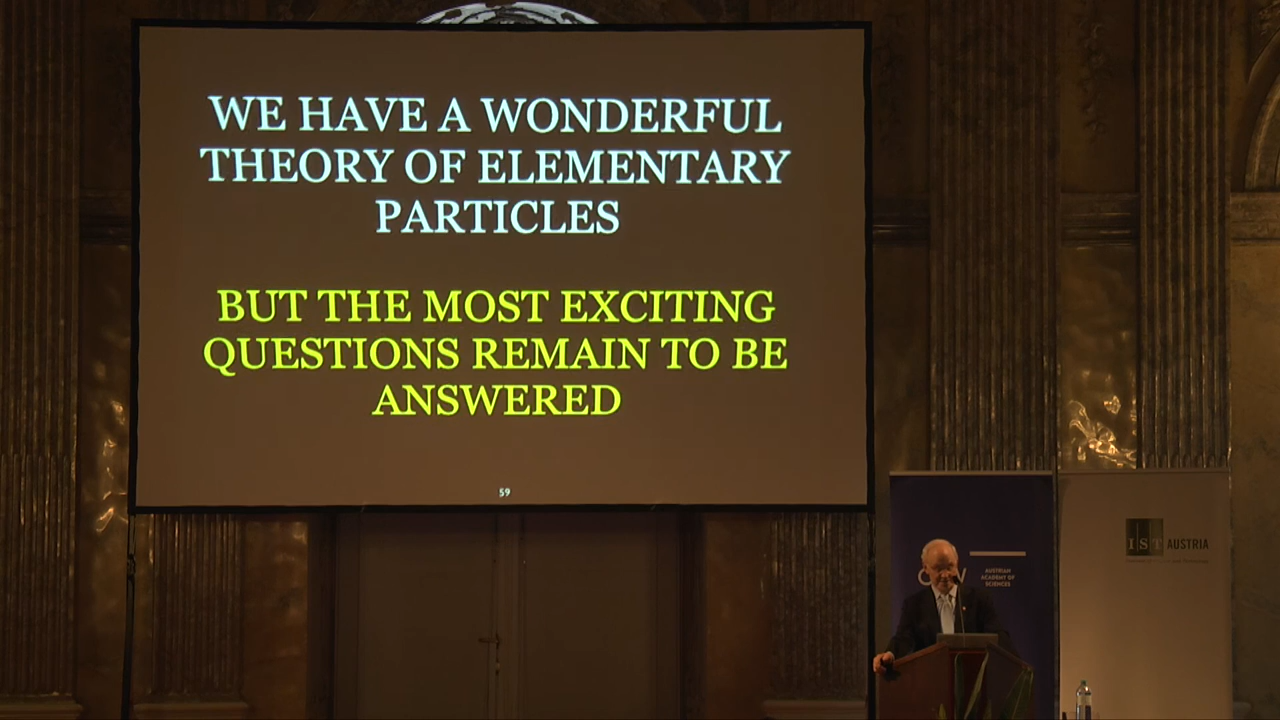 WE HAVE A WONDERFUL
THEORY OF ELEMENTARY
PARTICLES
BUT THE MOST EXCITING
QUESTIONS REMAIN TO BE
ANSWERED
59
AUSTRIAN
ACADEMY OF
SCIENCES
IST AUSTRIA